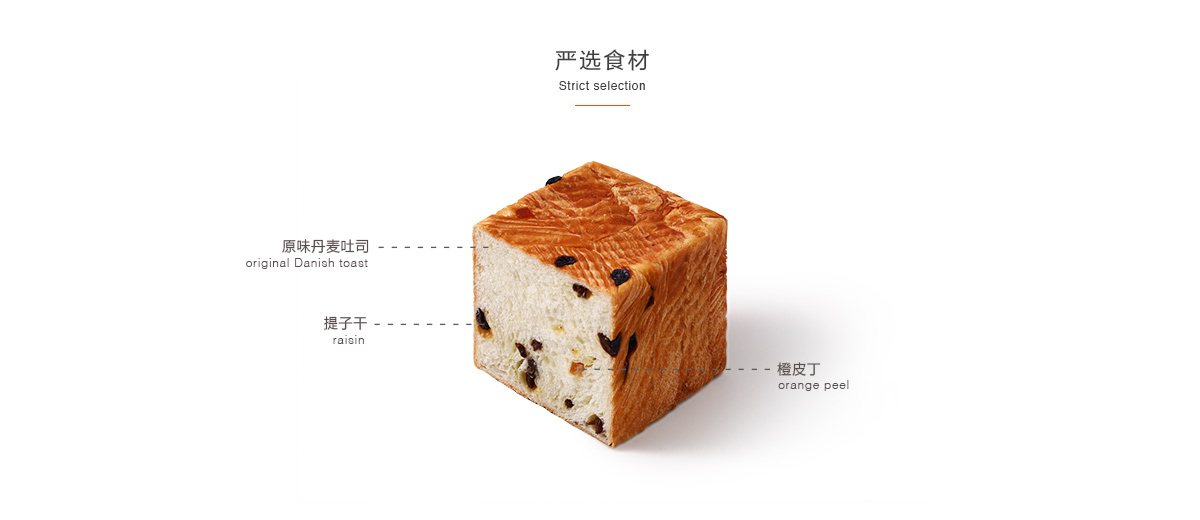 严选食材
Strict selection
原味丹麦吐司
original Danish toast
提子干
raisin
橙皮丁
orange peel